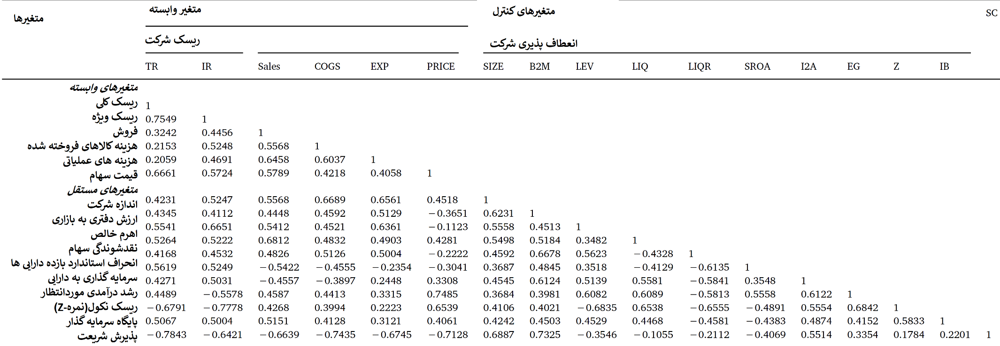 متغیرها متغیر وابسته متغیرهای کنترل SC
ریسک شرکت انعطاف پذیری شرکت
TR IR Sales COGS EXP PRICE SIZE B2M LEV LIQ LIQR SROA I2A EG Z IB
متغیرهای وابسته
ریسک کلی 1
ریسک ویژه 0.7549 1
فروش 0.3242 0.4456 1
هزینه کالاهای فروخته شده 0.2153 0.5248 0.5568 1
هزینه های عملیاتی 0.2059 0.4691 0.6458 0.6037 1
قیمت سهام 0.6661 0.5724 0.5789 0.4218 0.4058 1
متغیرهای مستقل
اندازه شرکت 0.4231 0.5247 0.5568 0.6689 0.6561 0.4518 1
ارزش دفتری به بازاری 0.4345 0.4112 0.4448 0.4592 0.5129 −0.3651 0.6231 1
اهرم خالص 0.5541 0.6651 0.5412 0.4521 0.6361 −0.1123 0.5558 0.4513 1
نقدشوندگی سهام 0.5264 0.5222 0.6812 0.4832 0.4903 0.4281 0.5498 0.5184 0.3482 1
0.4168 0.4532 0.4826 0.5126 0.5004 −0.2222 0.4592 0.6678 0.5623 −0.4328 1
انحراف استاندارد بازده دارایی ها 0.5619 0.5249 −0.5422 −0.4555 −0.2354 −0.3041 0.3687 0.4845 0.3518 −0.4129 −0.6135 1
سرمایه گذاری به دارایی 0.4271 0.5031 −0.4557 −0.3897 0.2448 0.3308 0.4545 0.6124 0.5139 0.5581 −0.5841 0.3548 1
رشد درآمدی موردانتظار 0.4489 −0.5578 0.4587 0.4413 0.3315 0.7485 0.3684 0.3981 0.6082 0.6089 −0.5813 0.5558 0.6122 1
ریسک نکول(نمره-Z) −0.6791 −0.7778 0.4268 0.3994 0.2223 0.6539 0.4106 0.4021 −0.6835 0.6538 −0.6555 −0.4891 0.5554 0.6842 1
پایگاه سرمایه گذار 0.5067 0.5004 0.5151 0.4128 0.3121 0.4061 0.4242 0.4503 0.4529 0.4468 −0.4581 −0.4383 0.4874 0.4152 0.5833 1
پذیرش شریعت −0.7843 −0.6421 −0.6639 −0.7435 −0.6745 −0.7128 0.6887 0.7325 −0.3546 −0.1055 −0.2112 −0.4069 0.5514 0.3354 0.1784 0.2201 1